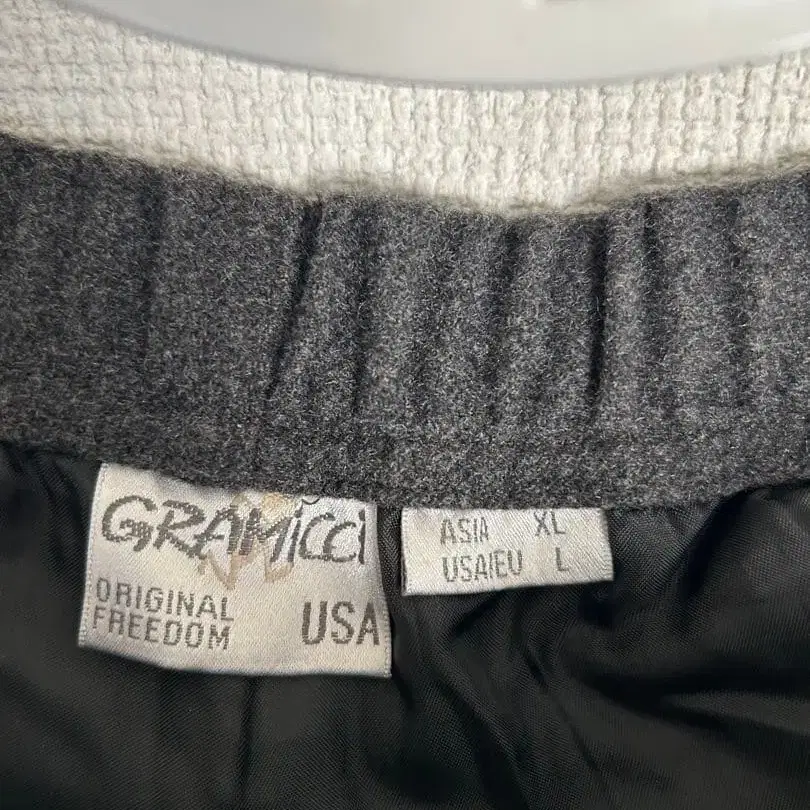 GRAMiCCi
ORIGINAL
FREEDOM USA
ASIA XL
USA/EU L